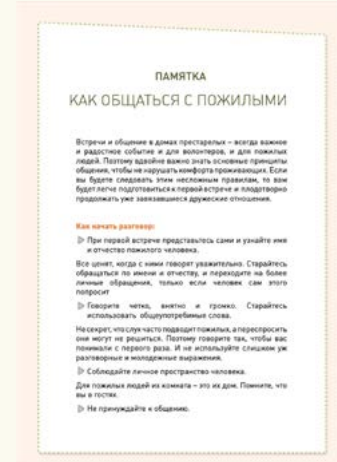 ПАМЯТКА
КАК ОБЩАТЬСЯ С ПОЖИЛЫМИ
Встречи и общение в домах престарелых – всегда важное
и радостное событие и для волонтеров, и для пожилых
людей. Поэтому вдвойне важно знать основные принципы
общения, чтобы не нарушать комфорта проживающих. Если
вы будете следовать этим несложным правилам, то вам
будет легче подготовиться к первой встрече и плодотворно
продолжать уже завязавшиеся дружеские отношения.
Как начать разговор:
▷ При первой встрече представьтесь сами и узнайте имя
и отчество пожилого человека.
Все ценят, когда с ними говорят уважительно. Старайтесь
обращаться по имени и отчеству, и переходите на более
личные обращения, только если человек сам этого
попросит
▷ Говорите четко, внятно и громко. Старайтесь
использовать общеупотребимые слова.
Не секрет, что слух часто подводит пожилых, а переспросить
они могут не решиться. Поэтому говорите так, чтобы вас
понимали с первого раза. И не используйте слишком уж
разговорные и молодежные выражения.
▷ Соблюдайте личное пространство человека.
Для пожилых людей их комната – это их дом. Помните, что
вы в гостях.
▷ Не принуждайте к общению.